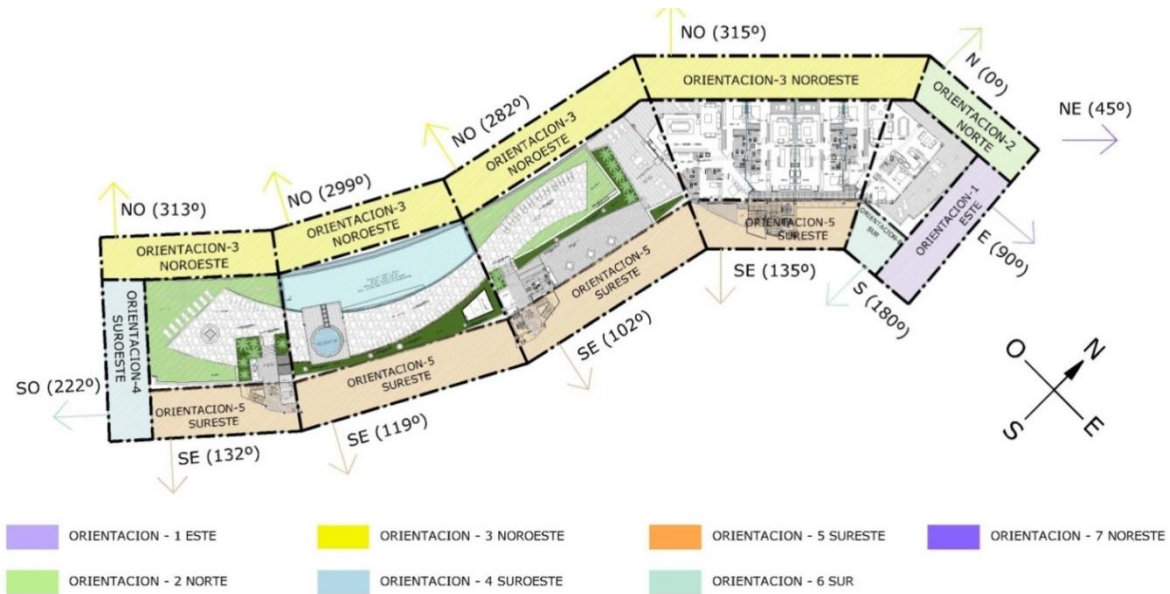 NO (315º)
N (0º)
ORIENTACION-3 NOROESTE
ORIENTACION-2
NORTE
NE (45º)
NO (282º)
ORIENTACION-3
NOROESTE
NO (299º)
ORIENTACION-3
NOROESTE
NO (313º)
ORIENTACION-3
NOROESTE
ORIENTACION-1
ESTE
E (90º)
SUR
S (180º)
ORIENTACION-5
SURESTE
SE (135º)
ORIENTACION-5
SURESTE
SE (102º)
ORIENTACION-4
SUROESTE
SO (222º)
ORIENTACION-5
SURESTE
SE (119º)
ORIENTACION-5
SURESTE
SE (132º)
O
N
S
E
ORIENTACION - 1 ESTE
ORIENTACION - 3 NOROESTE
ORIENTACION - 5 SURESTE
ORIENTACION - 7 NORESTE
ORIENTACION - 2 NORTE
ORIENTACION - 4 SUROESTE
ORIENTACION - 6 SUR